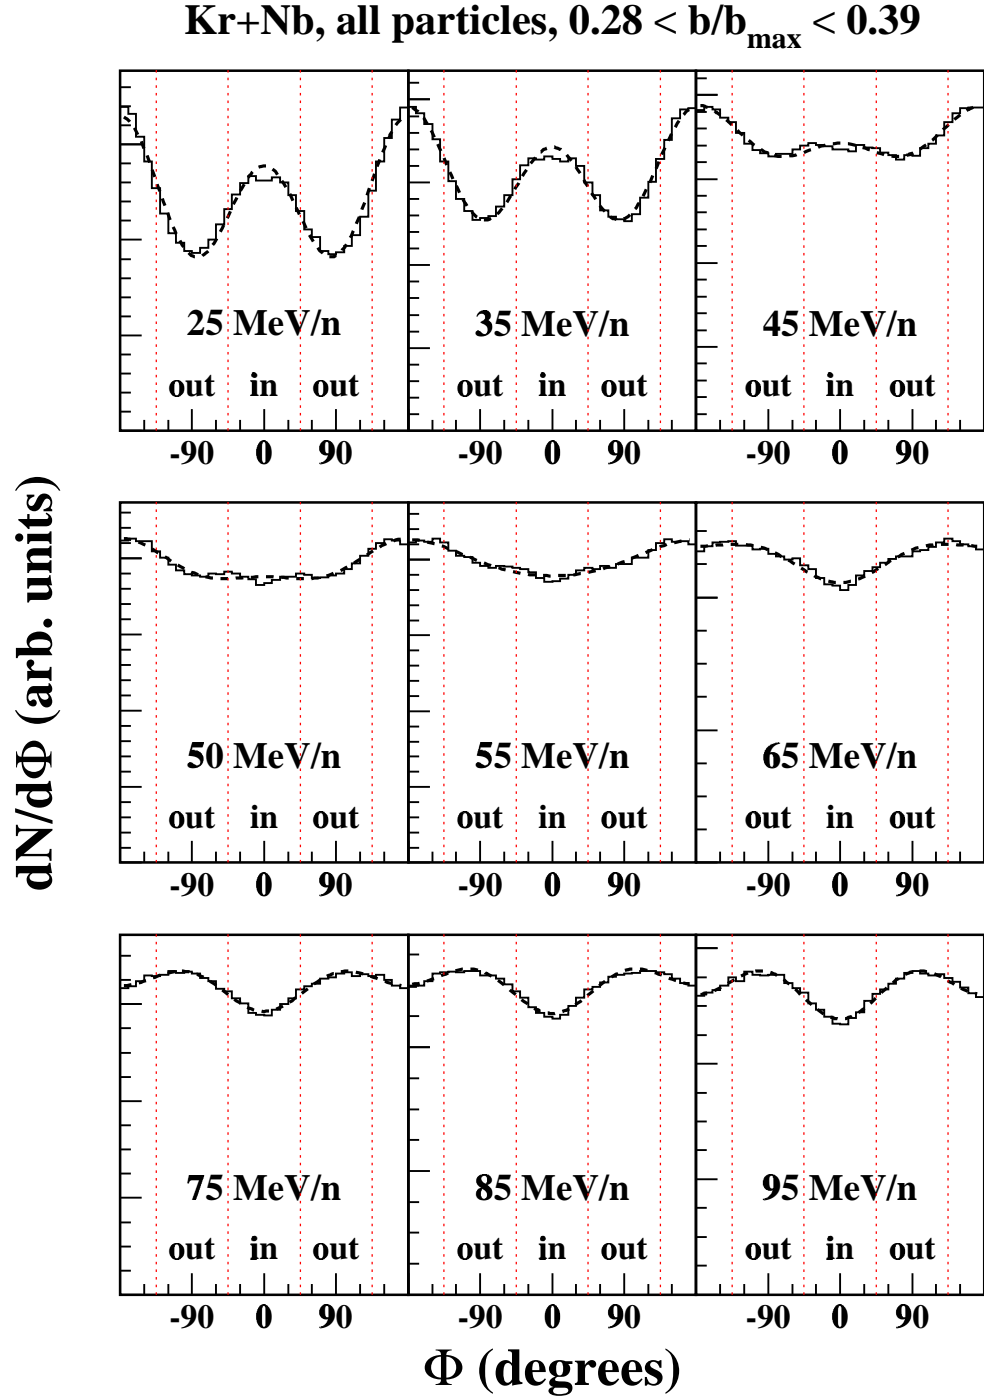 Kr+Nb, all particles, 0.28 < b/bmax < 0.39
dN/dΦ (arb. units)
25 MeV/n
35 MeV/n
45 MeV/n
out in out
out in out
out in out
-90 0 90
-90 0 90
-90 0 90
50 MeV/n
55 MeV/n
65 MeV/n
out in out
out in out
out in out
-90 0 90
-90 0 90
-90 0 90
75 MeV/n
85 MeV/n
95 MeV/n
out in out
out in out
out in out
-90 0 90
-90 0 90
-90 0 90
Φ (degrees)